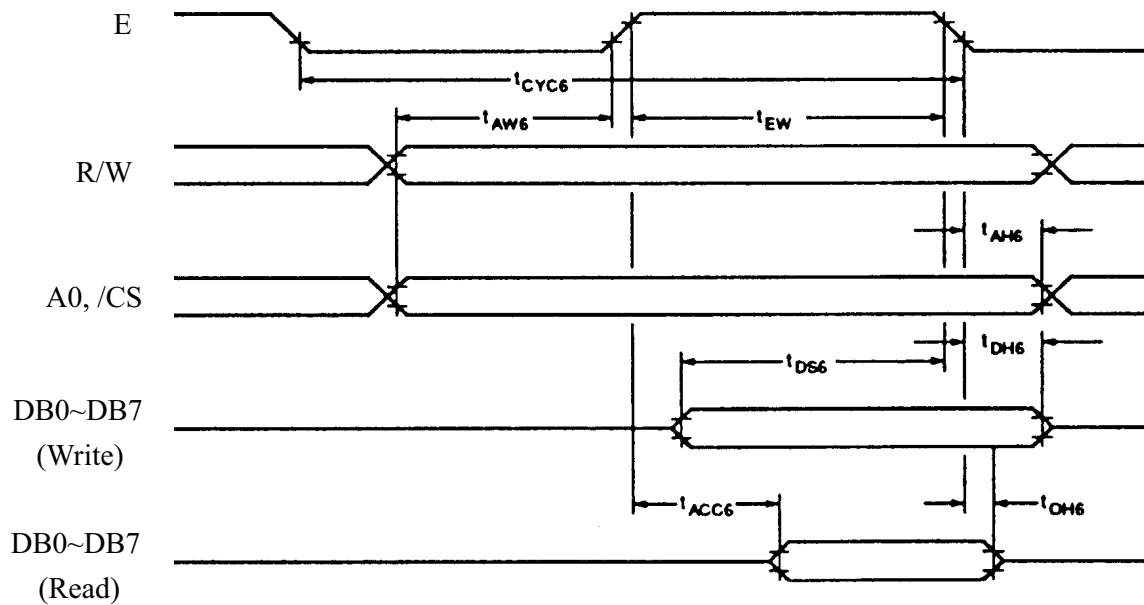 E
tCYC6
tAW6
tEW
R/W
tAH6
A0, /CS
tDH6
tDS6
DB0~DB7
(Write)
tACC6
tOH6
DB0~DB7
(Read)